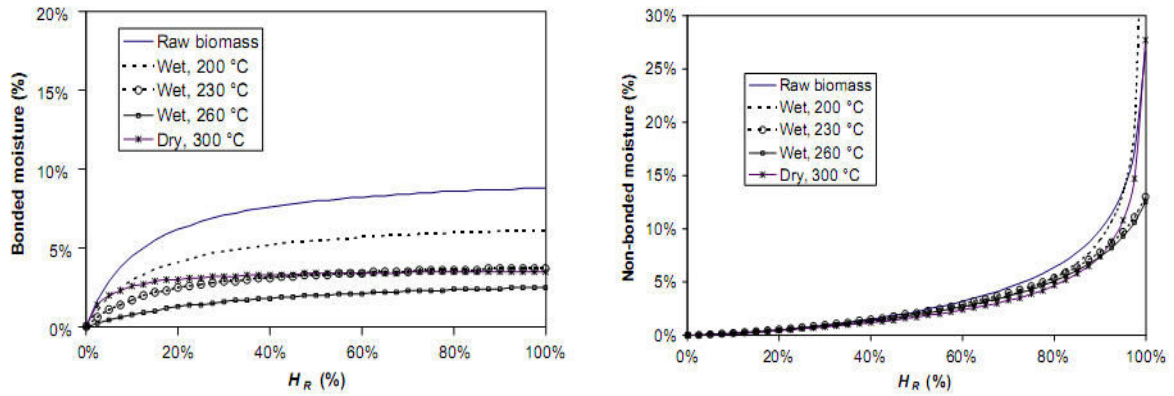 20%
15%
10%
5%
0%
Bonded moisture (%)
Raw biomass
Wet, 200 °C
Wet, 230 °C
Wet, 260 °C
Dry, 300 °C
0% 20% 40% 60% 80% 100%
H R (%)
30%
25%
20%
15%
10%
5%
0%
Non-bonded moisture (%)
Raw biomass
Wet, 200 °C
Wet, 230 °C
Wet, 260 °C
Dry, 300 °C
0% 20% 40% 60% 80% 100%
H R (%)